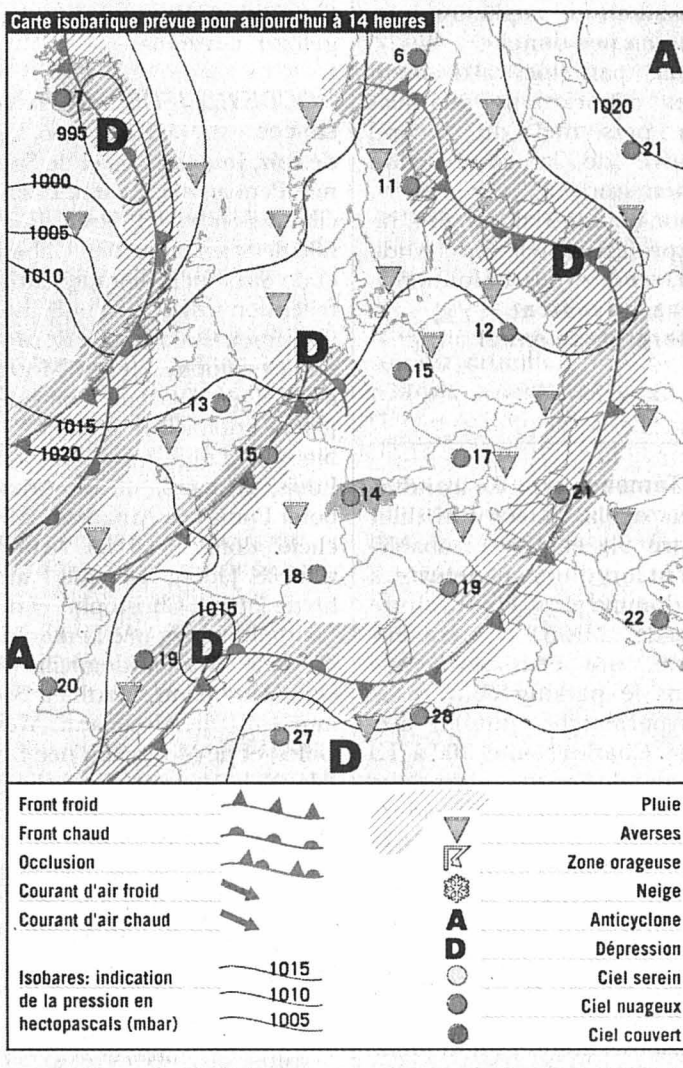 Carte isobarique prévue pour aujourd'hui à 14 heures
6
A
7
995
D
1020
21
1000
11
1005
1010
D
12
D
15
13
1015
1020
15
17
14
21
18
19
1015
22
A
19
D
20
28
27
D
Front froid
Pluie
Front chaud
Averses
Occlusion
Zone orageuse
Courant d'air froid
Neige
Courant d'air chaud
A
Anticyclone
D
Dépression
Isobares: indication
1015
Ciel serein
de la pression en
1010
Ciel nuageux
hectopascals (mbar)
1005
Ciel couvert